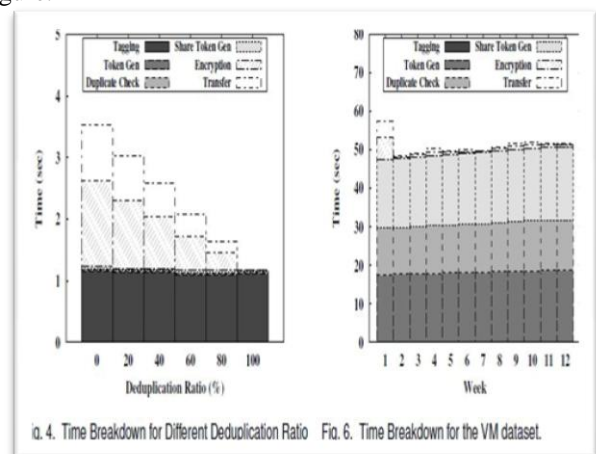 5
4
3
2
1
0
Time (sec)
Tagging
Token Gen
Duplicate Check
Share Token Gen
Encryption
Transfer
0 20 40 60 80 100
Deduplication Ratio (%)
80
70
60
50
40
30
20
10
0
Time (sec)
Tagging
Token Gen
Duplicate Check
Share Token Gen
Encryption
Transfer
1 2 3 4 5 6 7 8 9 10 11 12
Week
ig. 4. Time Breakdown for Different Deduplication Ratio
Fig. 6. Time Breakdown for the VM dataset.